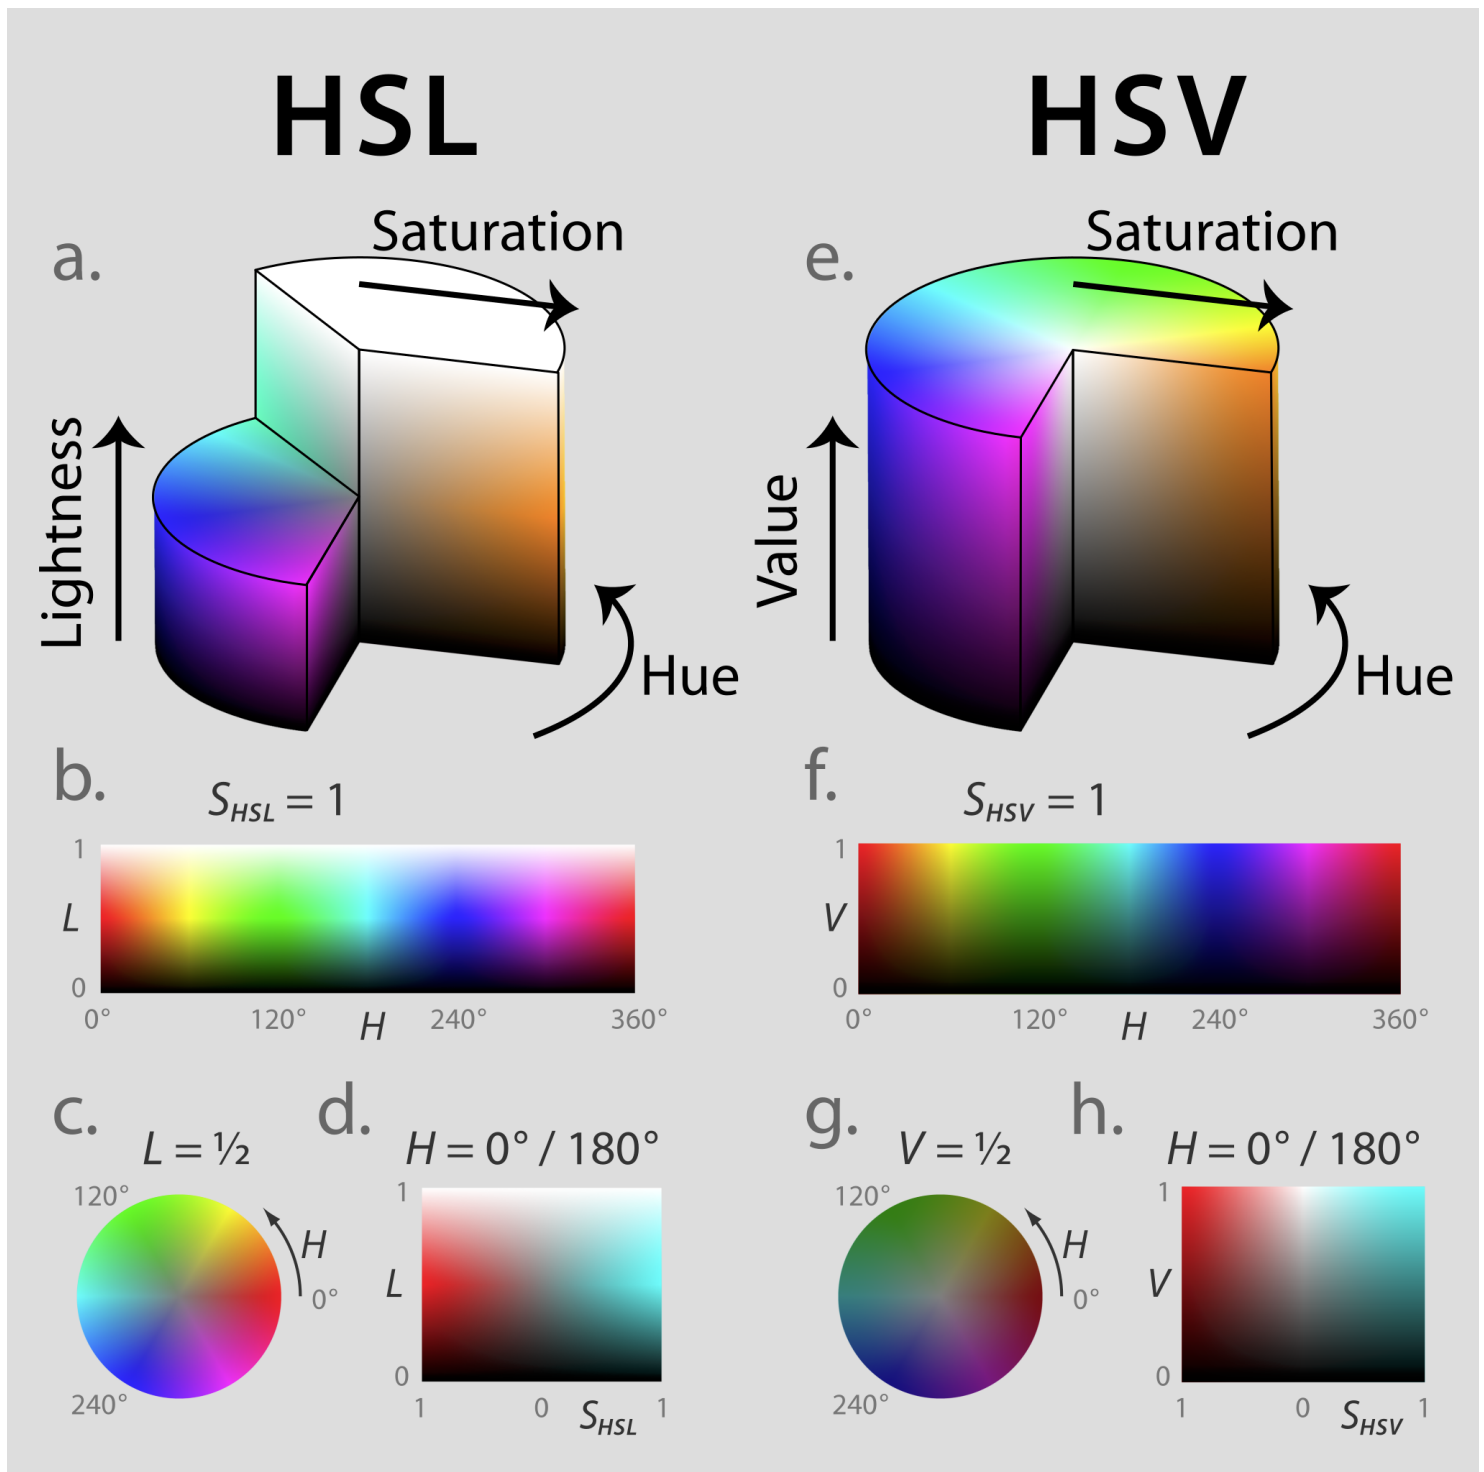 HSL
a.
Saturation
Lightness
Hue
b.
S_HSL = 1
1
L
0
0° 120° H 240° 360°
c.
L = ½
120°
H
0°
240°
d.
H = 0° / 180°
1
L
0
1 0 S_HSL 1
HSV
e.
Saturation
Value
Hue
f.
S_HSV = 1
1
V
0
0° 120° H 240° 360°
g.
V = ½
120°
H
0°
240°
h.
H = 0° / 180°
1
V
0
1 0 S_HSV 1